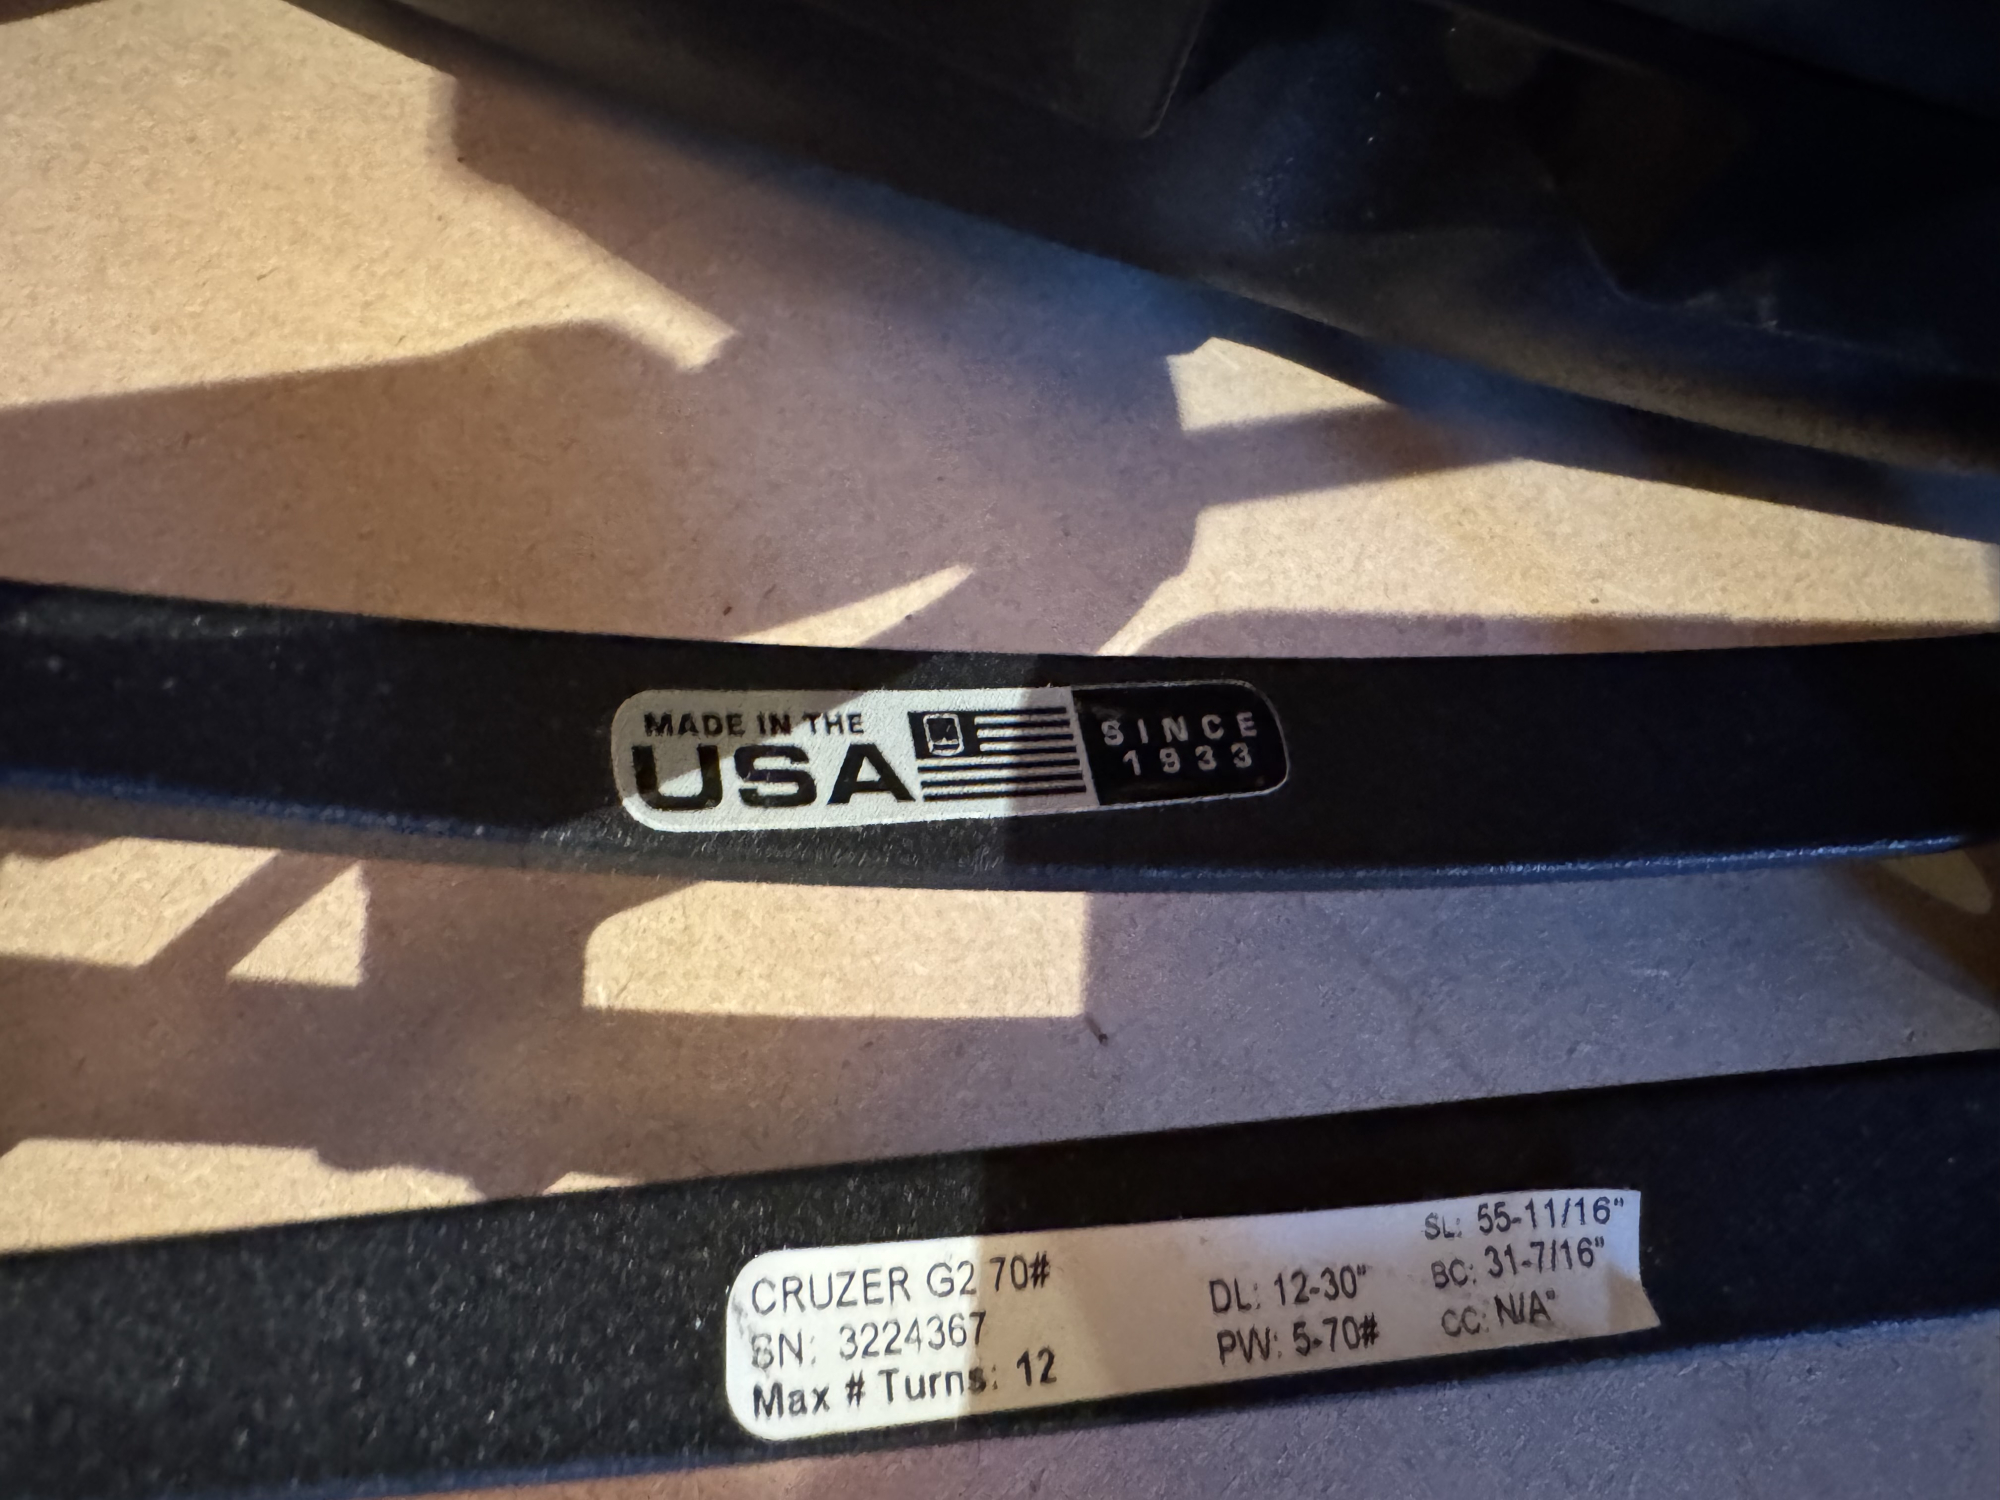 MADE IN THE
USA
SINCE
1933
CRUZER G2 70#
SN: 3224367
Max # Turns: 12
DL: 12-30"
PW: 5-70#
SL: 55-11/16"
BC: 31-7/16"
CC: N/A"